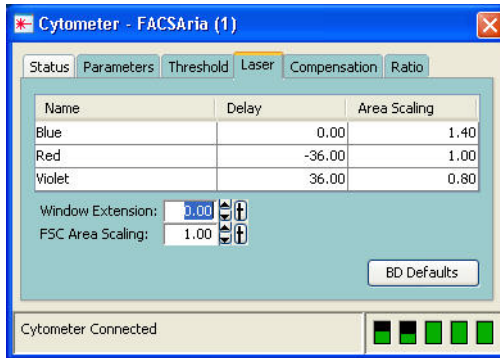 Cytometer - FACSAria (1)
Status Parameters Threshold Laser Compensation Ratio
Name Delay Area Scaling
Blue 0.00 1.40
Red -36.00 1.00
Violet 36.00 0.80
Window Extension: 0.00
FSC Area Scaling: 1.00
BD Defaults
Cytometer Connected